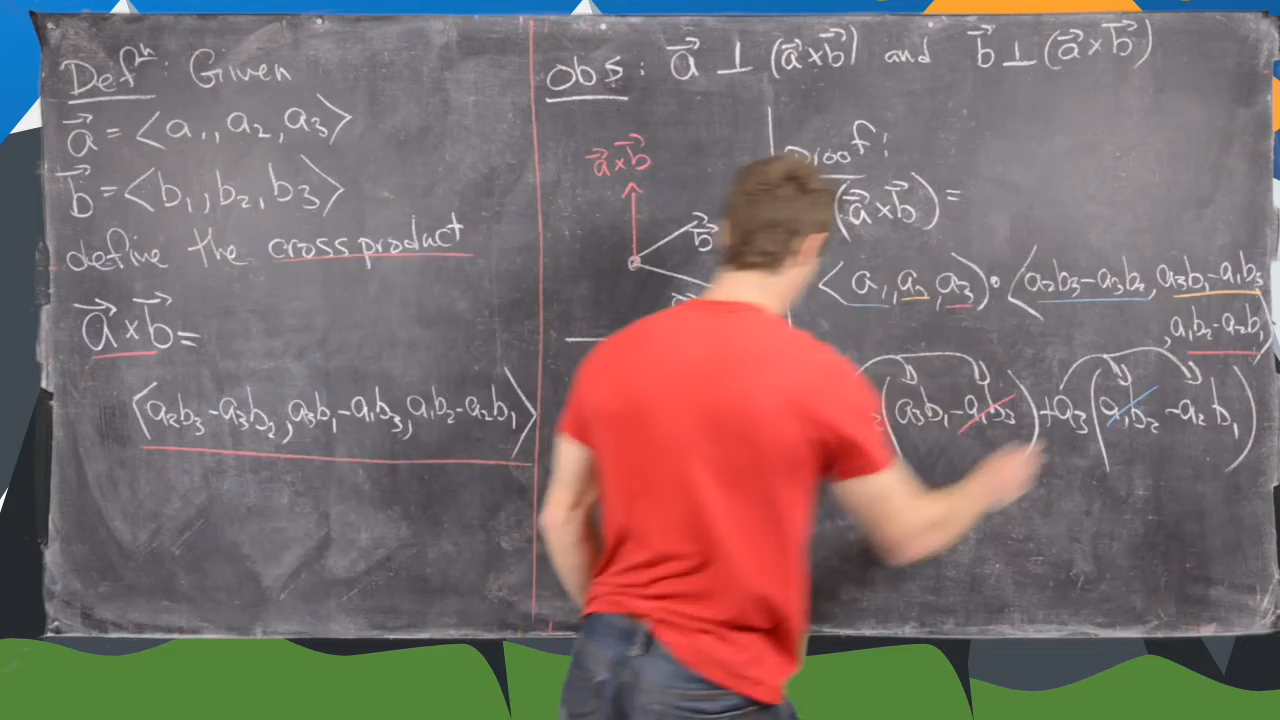 Defⁿ: Given
a⃗ = ⟨a₁, a₂, a₃⟩
b⃗ = ⟨b₁, b₂, b₃⟩
define the cross product
a⃗ × b⃗ =
⟨a₂b₃ - a₃b₂, a₃b₁ - a₁b₃, a₁b₂ - a₂b₁⟩
Obs: a⃗ ⊥ (a⃗ × b⃗) and b⃗ ⊥ (a⃗ × b⃗)
a⃗ × b⃗
b⃗
Proof:
(a⃗ × b⃗) =
⟨a₁, a₂, a₃⟩ • ⟨a₂b₃ - a₃b₂, a₃b₁ - a₁b₃
, a₁b₂ - a₂b₁⟩
(a₃b₁ - a₁b₃) + a₃(a₁b₂ - a₂b₁)